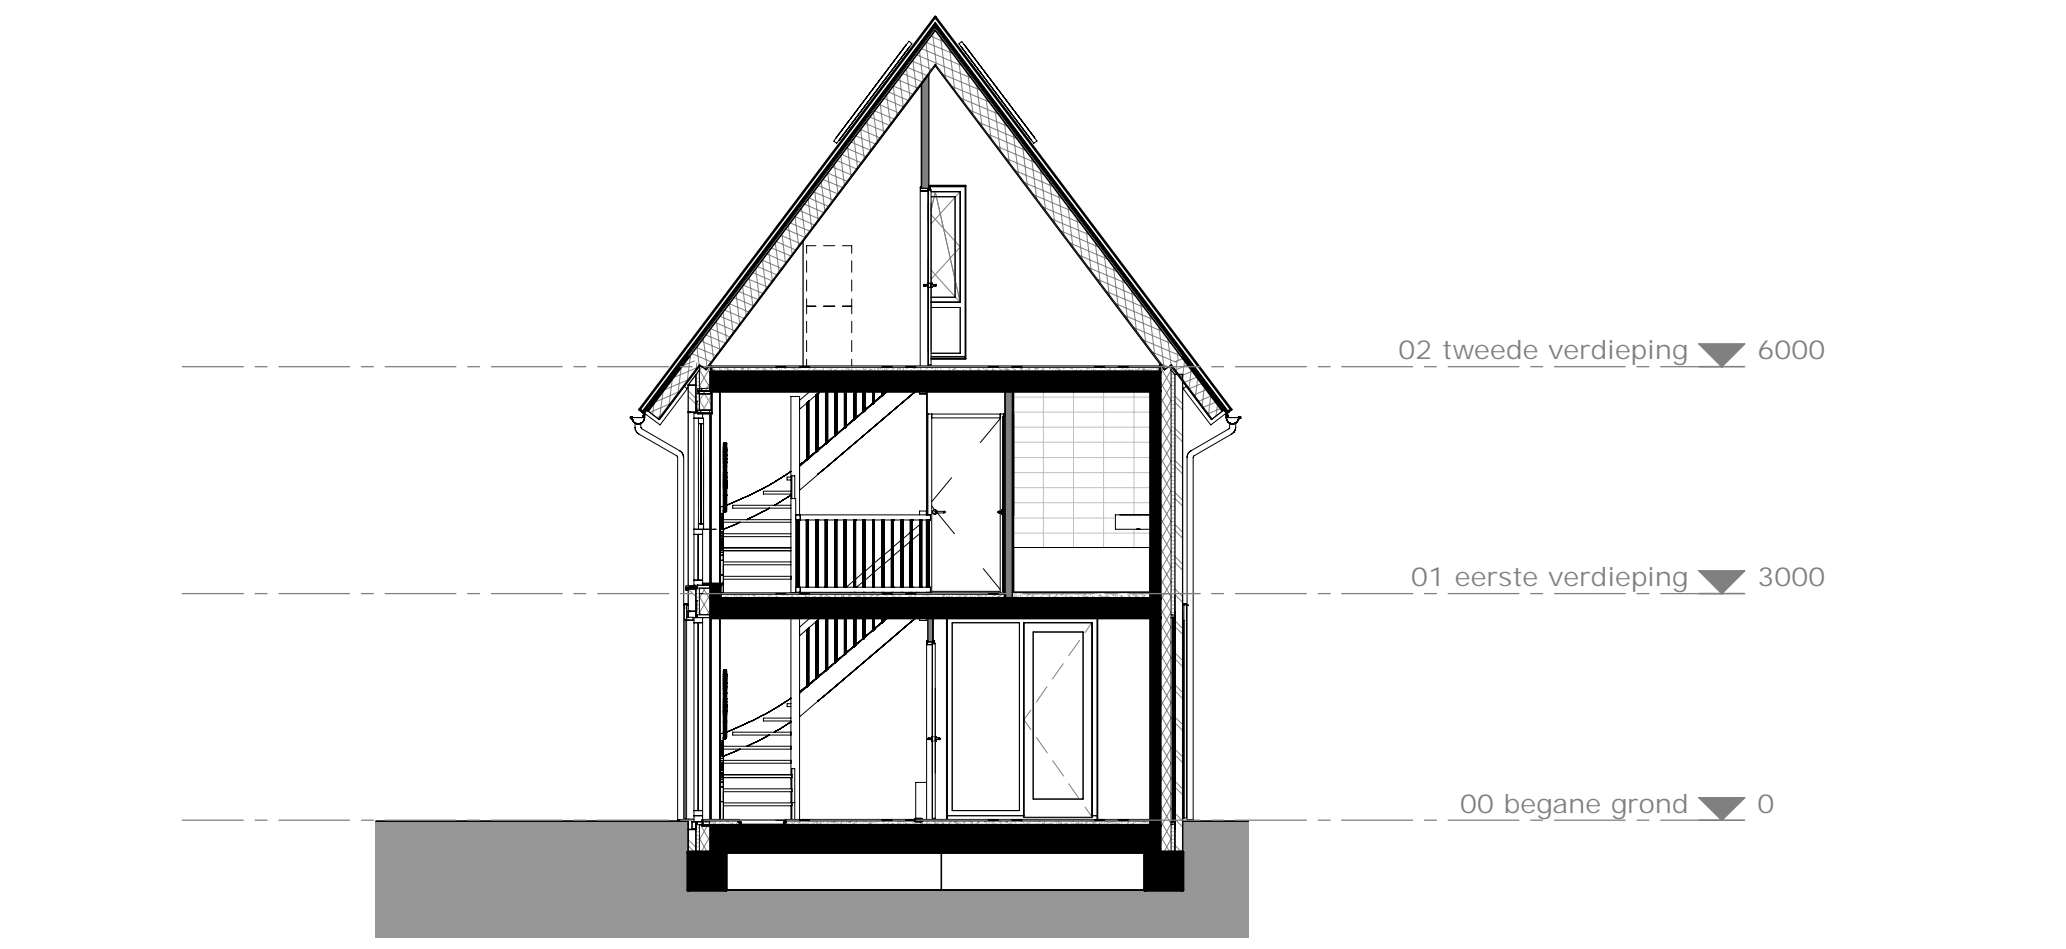 02 tweede verdieping 6000
01 eerste verdieping 3000
00 begane grond 0